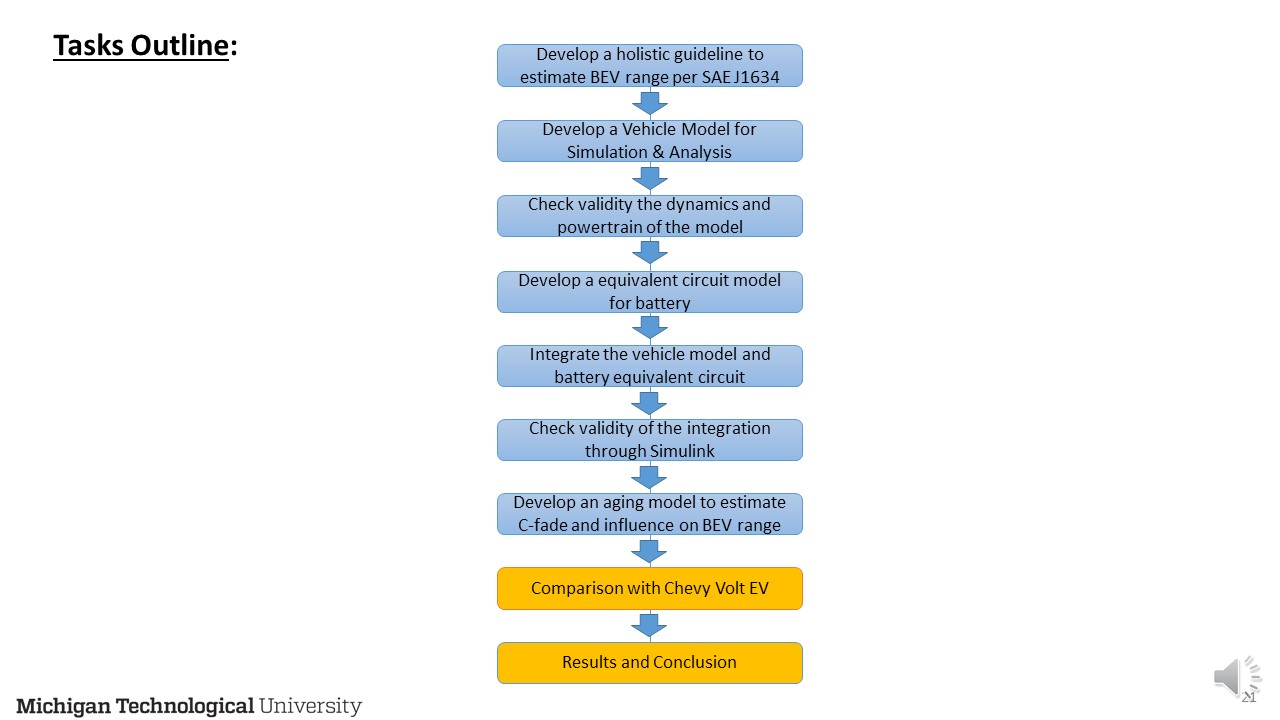 Tasks Outline:
Develop a holistic guideline to
estimate BEV range per SAE J1634
Develop a Vehicle Model for
Simulation & Analysis
Check validity the dynamics and
powertrain of the model
Develop a equivalent circuit model
for battery
Integrate the vehicle model and
battery equivalent circuit
Check validity of the integration
through Simulink
Develop an aging model to estimate
C-fade and influence on BEV range
Comparison with Chevy Volt EV
Results and Conclusion
Michigan Technological University
21